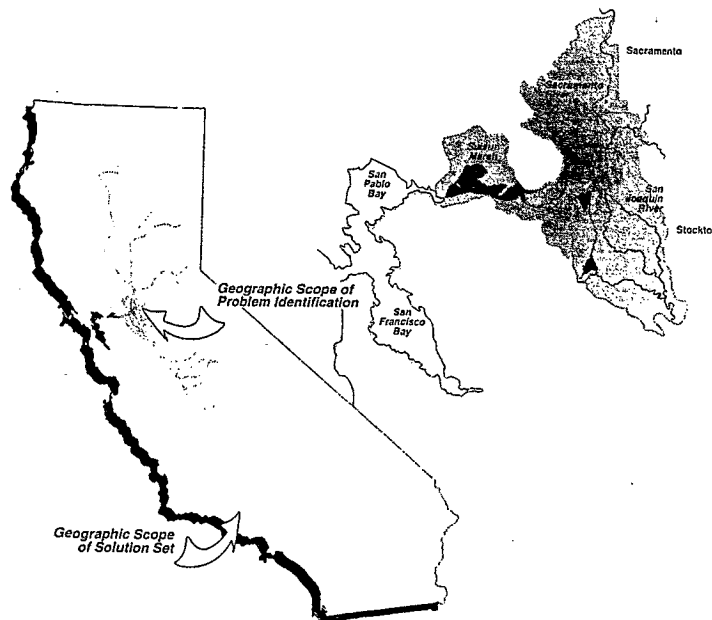 Sacramento
Sacramento
River
Suisun
Marsh
San
Pablo
Bay
San
Joaquin
River
Stockto
San
Francisco
Bay
Geographic Scope of
Problem Identification
Geographic Scope
of Solution Set